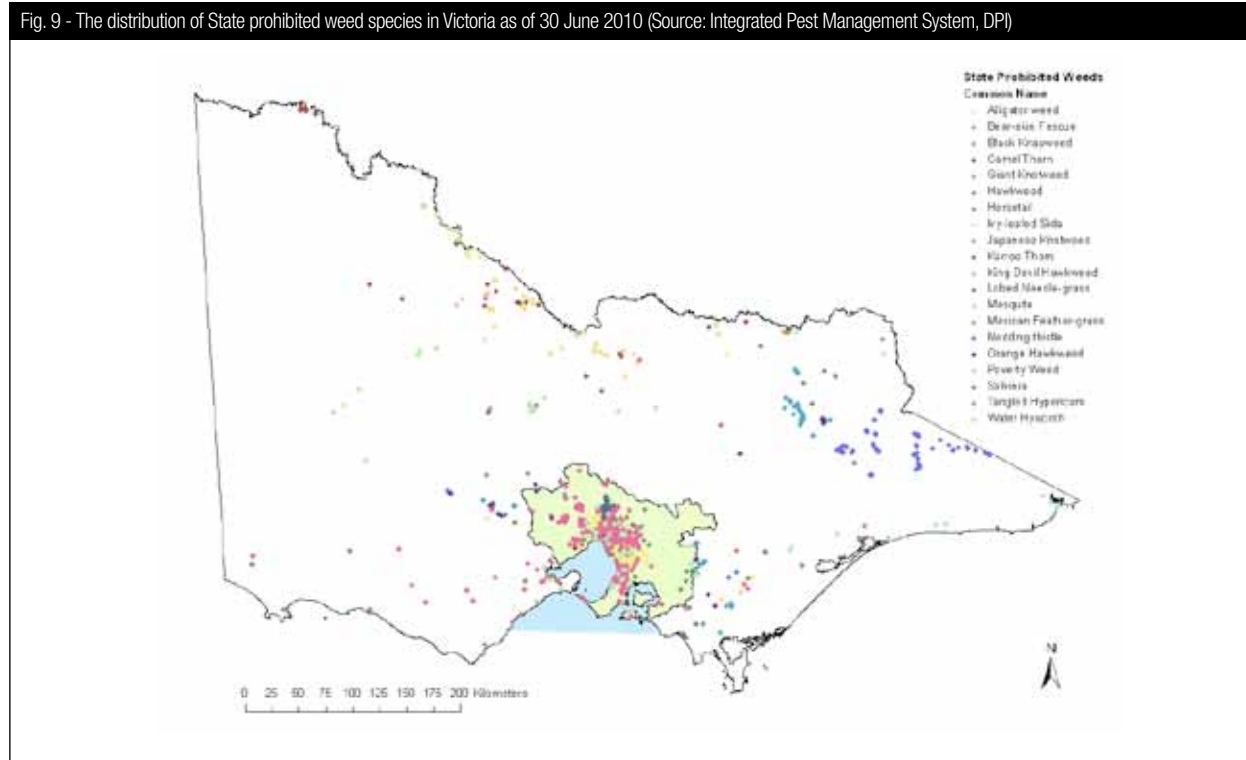 Fig. 9 - The distribution of State prohibited weed species in Victoria as of 30 June 2010 (Source: Integrated Pest Management System, DPI)
State Prohibited Weeds
Common Name
Alligator weed
Bear-skin Fescue
Black Knapweed
Camel Thorn
Giant Knotweed
Hawkweed
Horsetail
Ivy-leafed Sida
Japanese Knotweed
Karroo Thorn
King Devil Hawkweed
Lobed Needle-grass
Mesquite
Mexican Feather-grass
Nodding thistle
Orange Hawkweed
Poverty Weed
Salvinia
Tangled Hypericum
Water Hyacinth
N
0 25 50 75 100 125 150 175 200 Kilometers